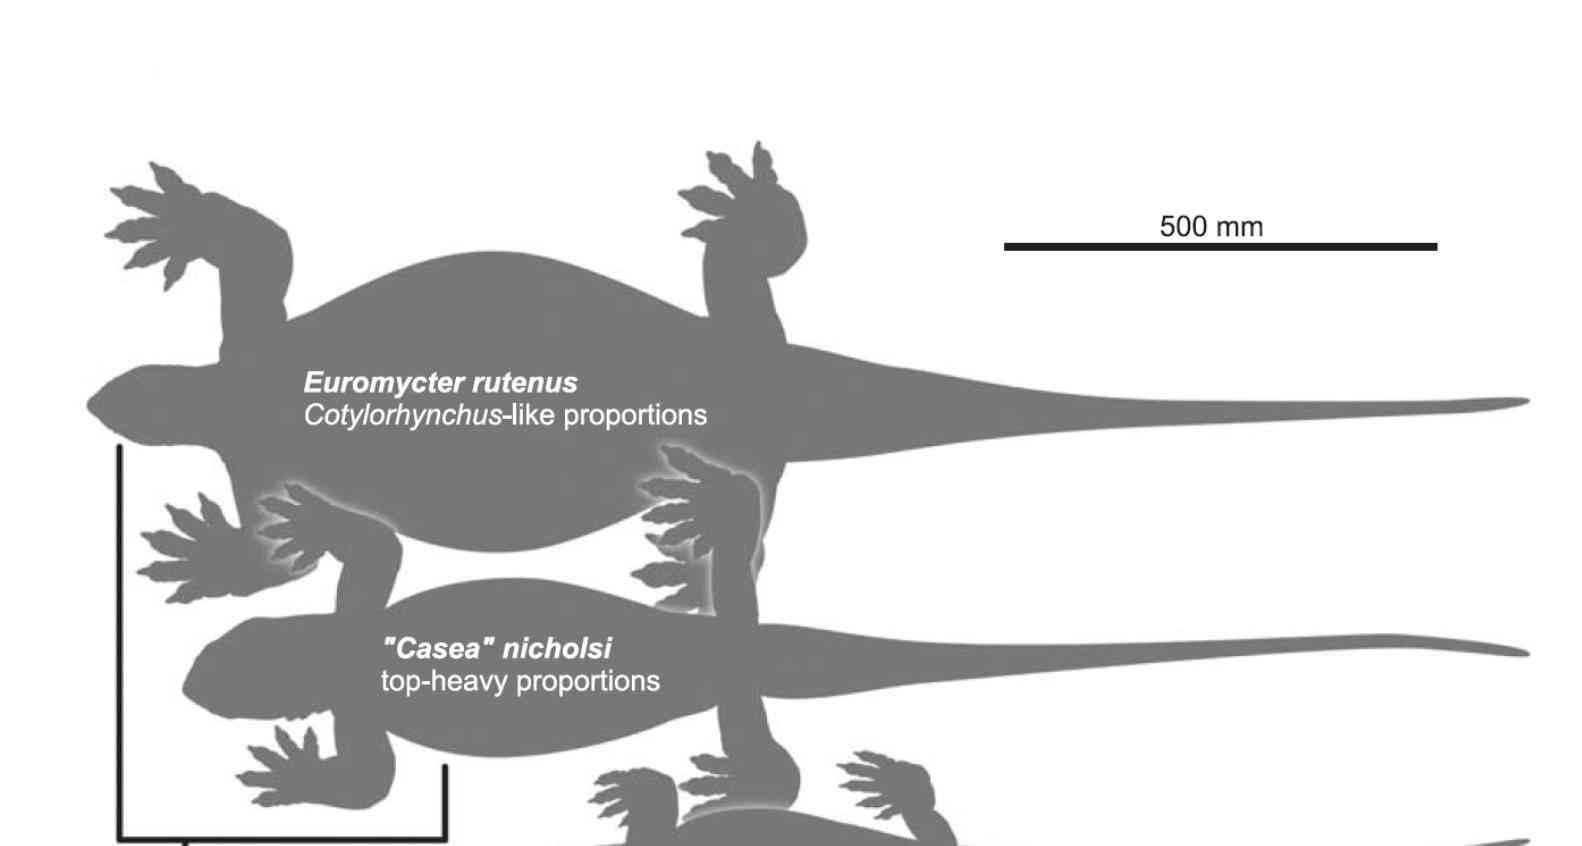 500 mm
Euromycter rutenus
Cotylorhynchus-like proportions
"Casea" nicholsi
top-heavy proportions